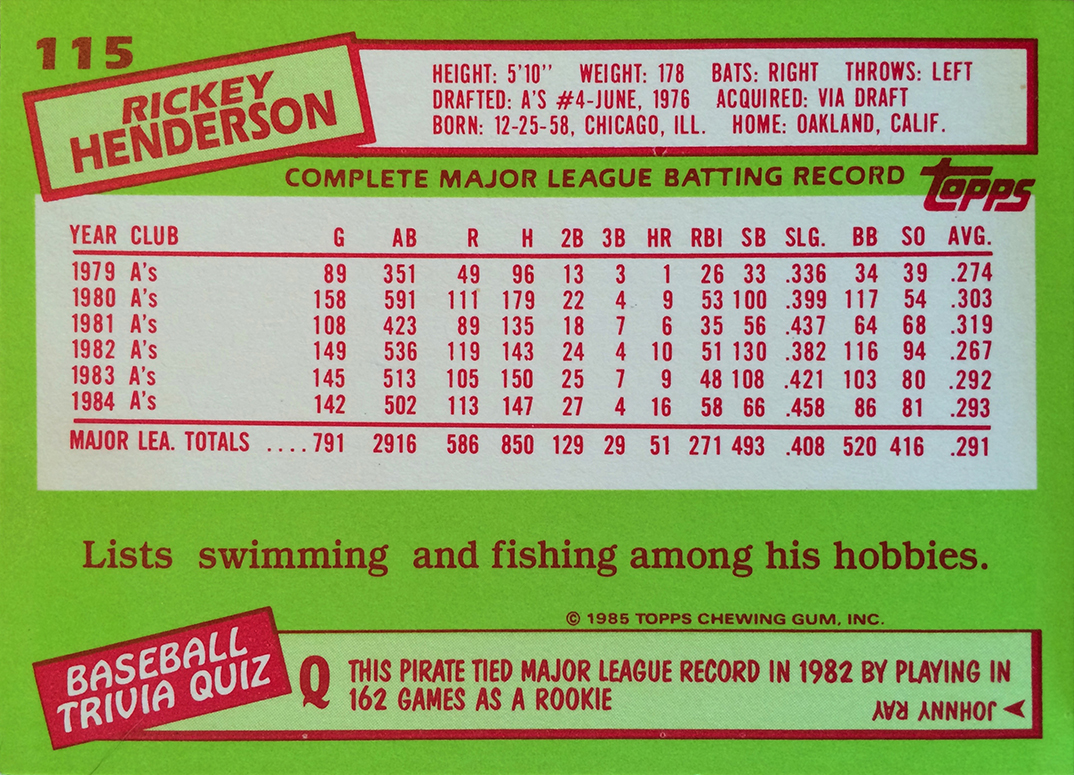 115
RICKEY
HENDERSON
HEIGHT: 5'10" WEIGHT: 178 BATS: RIGHT THROWS: LEFT
DRAFTED: A'S #4-JUNE, 1976 ACQUIRED: VIA DRAFT
BORN: 12-25-58, CHICAGO, ILL. HOME: OAKLAND, CALIF.
COMPLETE MAJOR LEAGUE BATTING RECORD
topps
YEAR CLUB G AB R H 2B 3B HR RBI SB SLG. BB SO AVG.
1979 A's 89 351 49 96 13 3 1 26 33 .336 34 39 .274
1980 A's 158 591 111 179 22 4 9 53 100 .399 117 54 .303
1981 A's 108 423 89 135 18 7 6 35 56 .437 64 68 .319
1982 A's 149 536 119 143 24 4 10 51 130 .382 116 94 .267
1983 A's 145 513 105 150 25 7 9 48 108 .421 103 80 .292
1984 A's 142 502 113 147 27 4 16 58 66 .458 86 81 .293
MAJOR LEA. TOTALS ....791 2916 586 850 129 29 51 271 493 .408 520 416 .291
Lists swimming and fishing among his hobbies.
© 1985 TOPPS CHEWING GUM, INC.
BASEBALL
TRIVIA QUIZ
Q THIS PIRATE TIED MAJOR LEAGUE RECORD IN 1982 BY PLAYING IN
162 GAMES AS A ROOKIE
JOHNNY RAY